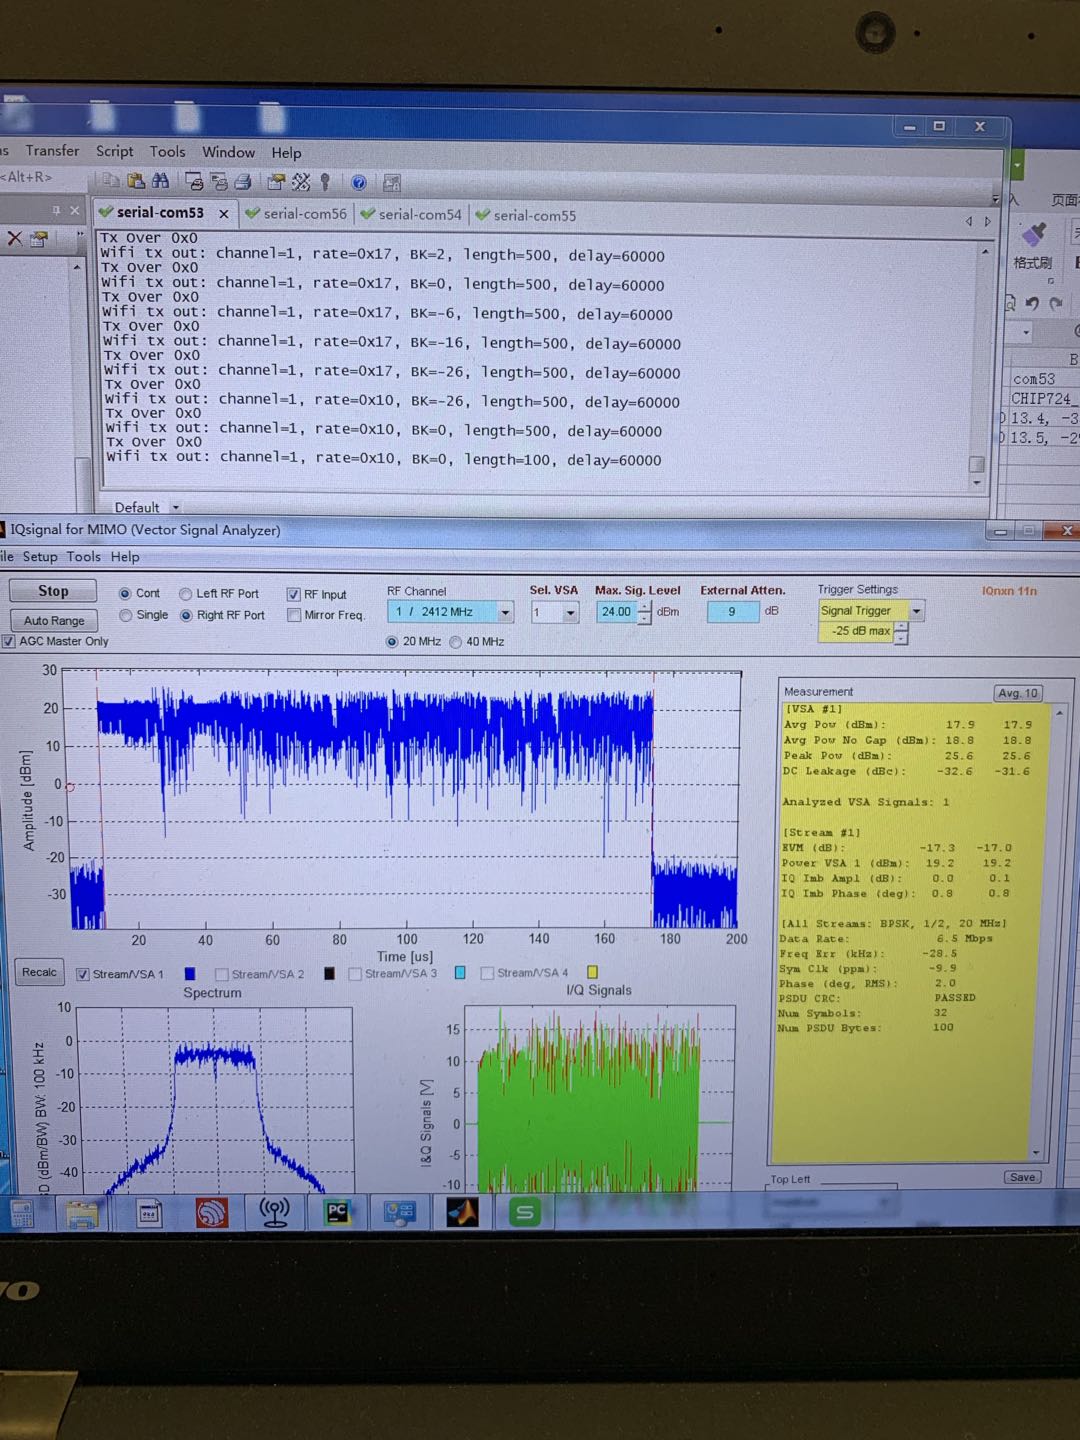 Transfer Script Tools Window Help
<Alt+R>
页面
格式刷
serial-com53 serial-com56 serial-com54 serial-com55
Tx Over 0x0
Wifi tx out: channel=1, rate=0x17, BK=2, length=500, delay=60000
Tx Over 0x0
Wifi tx out: channel=1, rate=0x17, BK=0, length=500, delay=60000
Tx Over 0x0
Wifi tx out: channel=1, rate=0x17, BK=-6, length=500, delay=60000
Tx Over 0x0
Wifi tx out: channel=1, rate=0x17, BK=-16, length=500, delay=60000
Tx Over 0x0
Wifi tx out: channel=1, rate=0x17, BK=-26, length=500, delay=60000
Tx Over 0x0
Wifi tx out: channel=1, rate=0x10, BK=-26, length=500, delay=60000
Tx Over 0x0
Wifi tx out: channel=1, rate=0x10, BK=0, length=500, delay=60000
Tx Over 0x0
Wifi tx out: channel=1, rate=0x10, BK=0, length=100, delay=60000
Default
B
com53
CHIP724_
13.4, -3
13.5, -2
IQsignal for MIMO (Vector Signal Analyzer)
ile Setup Tools Help
Stop
Auto Range
AGC Master Only
Cont
Single
Left RF Port
Right RF Port
RF Input
Mirror Freq.
RF Channel
1 / 2412 MHz
20 MHz 40 MHz
Sel. VSA
1
Max. Sig. Level
24.00 dBm
External Atten.
9 dB
Trigger Settings
Signal Trigger
-25 dB max
IQnxn 11n
Amplitude [dBm]
30
20
10
0
-10
-20
-30
20 40 60 80 100 120 140 160 180 200
Time [us]
Recalc Stream/VSA 1 Stream/VSA 2 Stream/VSA 3 Stream/VSA 4
Measurement Avg. 10
[VSA #1]
Avg Pow (dBm): 17.9 17.9
Avg Pow No Gap (dBm): 18.8 18.8
Peak Pow (dBm): 25.6 25.6
DC Leakage (dBc): -32.6 -31.6
Analyzed VSA Signals: 1
[Stream #1]
EVM (dB): -17.3 -17.0
Power VSA 1 (dBm): 19.2 19.2
IQ Imb Ampl (dB): 0.0 0.1
IQ Imb Phase (deg): 0.8 0.8
[All Streams: BPSK, 1/2, 20 MHz]
Data Rate: 6.5 Mbps
Freq Err (kHz): -28.5
Sym Clk (ppm): -9.9
Phase (deg, RMS): 2.0
PSDU CRC: PASSED
Num Symbols: 32
Num PSDU Bytes: 100
Spectrum
D (dBm/BW) BW: 100 kHz
10
0
-10
-20
-30
-40
I/Q Signals
I&Q Signals [V]
15
10
5
0
-5
-10
Top Left
Save
PC
S